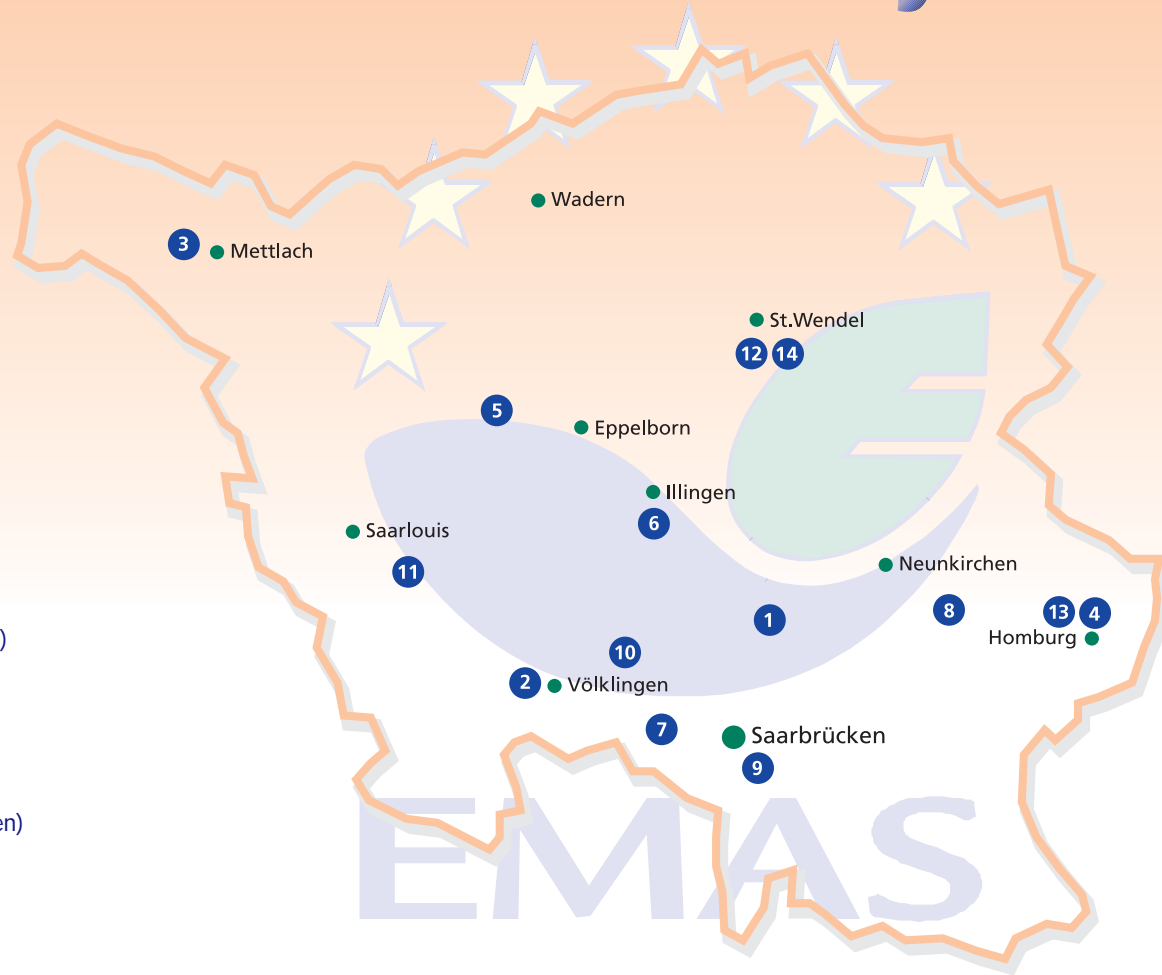 Wadern
3 Mettlach
St.Wendel
12 14
5
Eppelborn
Illingen
6
Saarlouis
11
Neunkirchen
8
13 4
Homburg
1
)
10
2 Völklingen
7
Saarbrücken
9
EMAS
en)